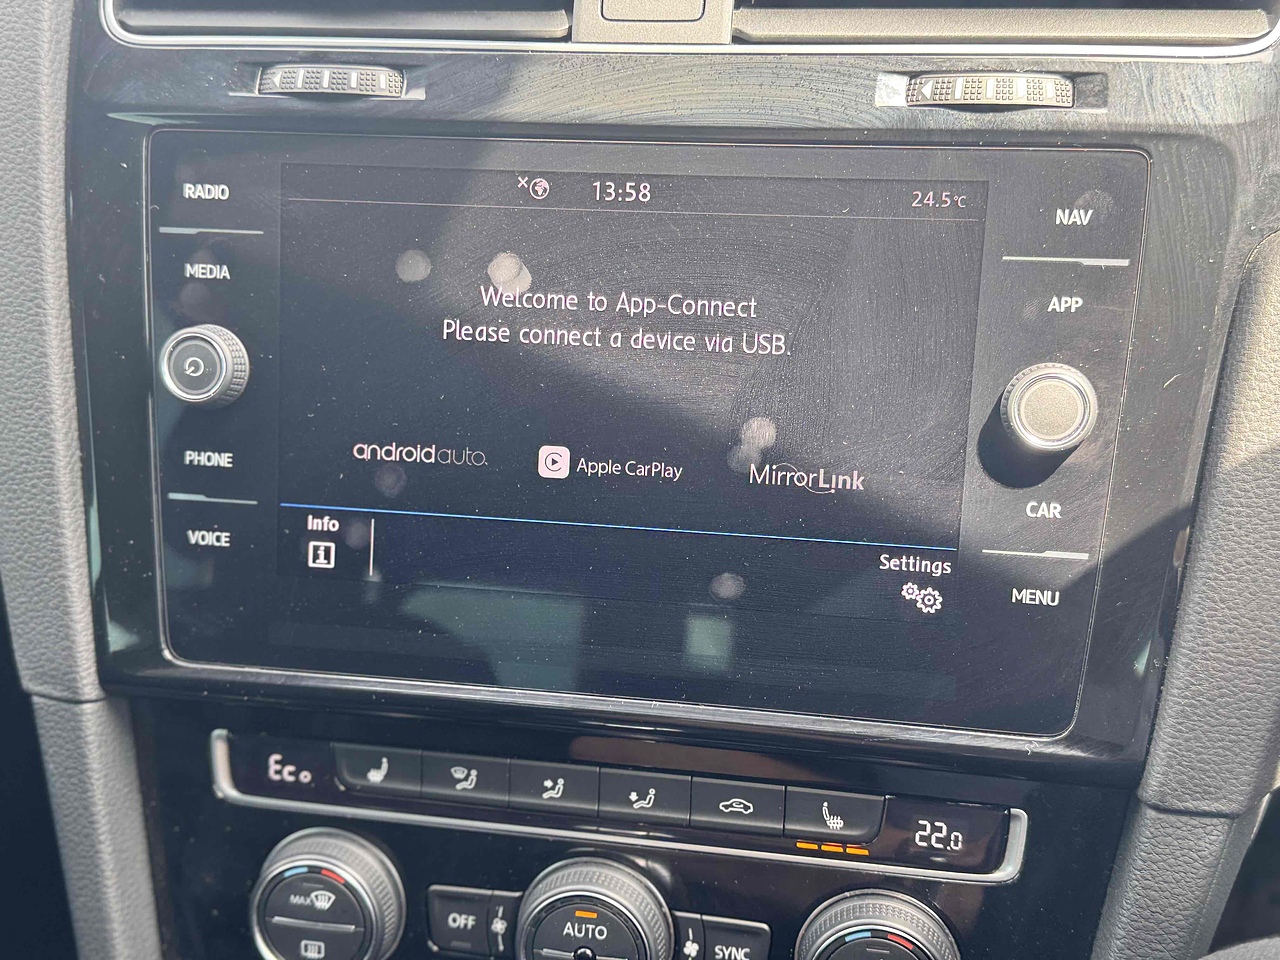 RADIO
MEDIA
PHONE
VOICE
13:58
24.5°C
Welcome to App-Connect
Please connect a device via USB.
androidauto.
Apple CarPlay
MirrorLink
Info
Settings
NAV
APP
CAR
MENU
Eco
22.0
MAX
OFF
AUTO
SYNC